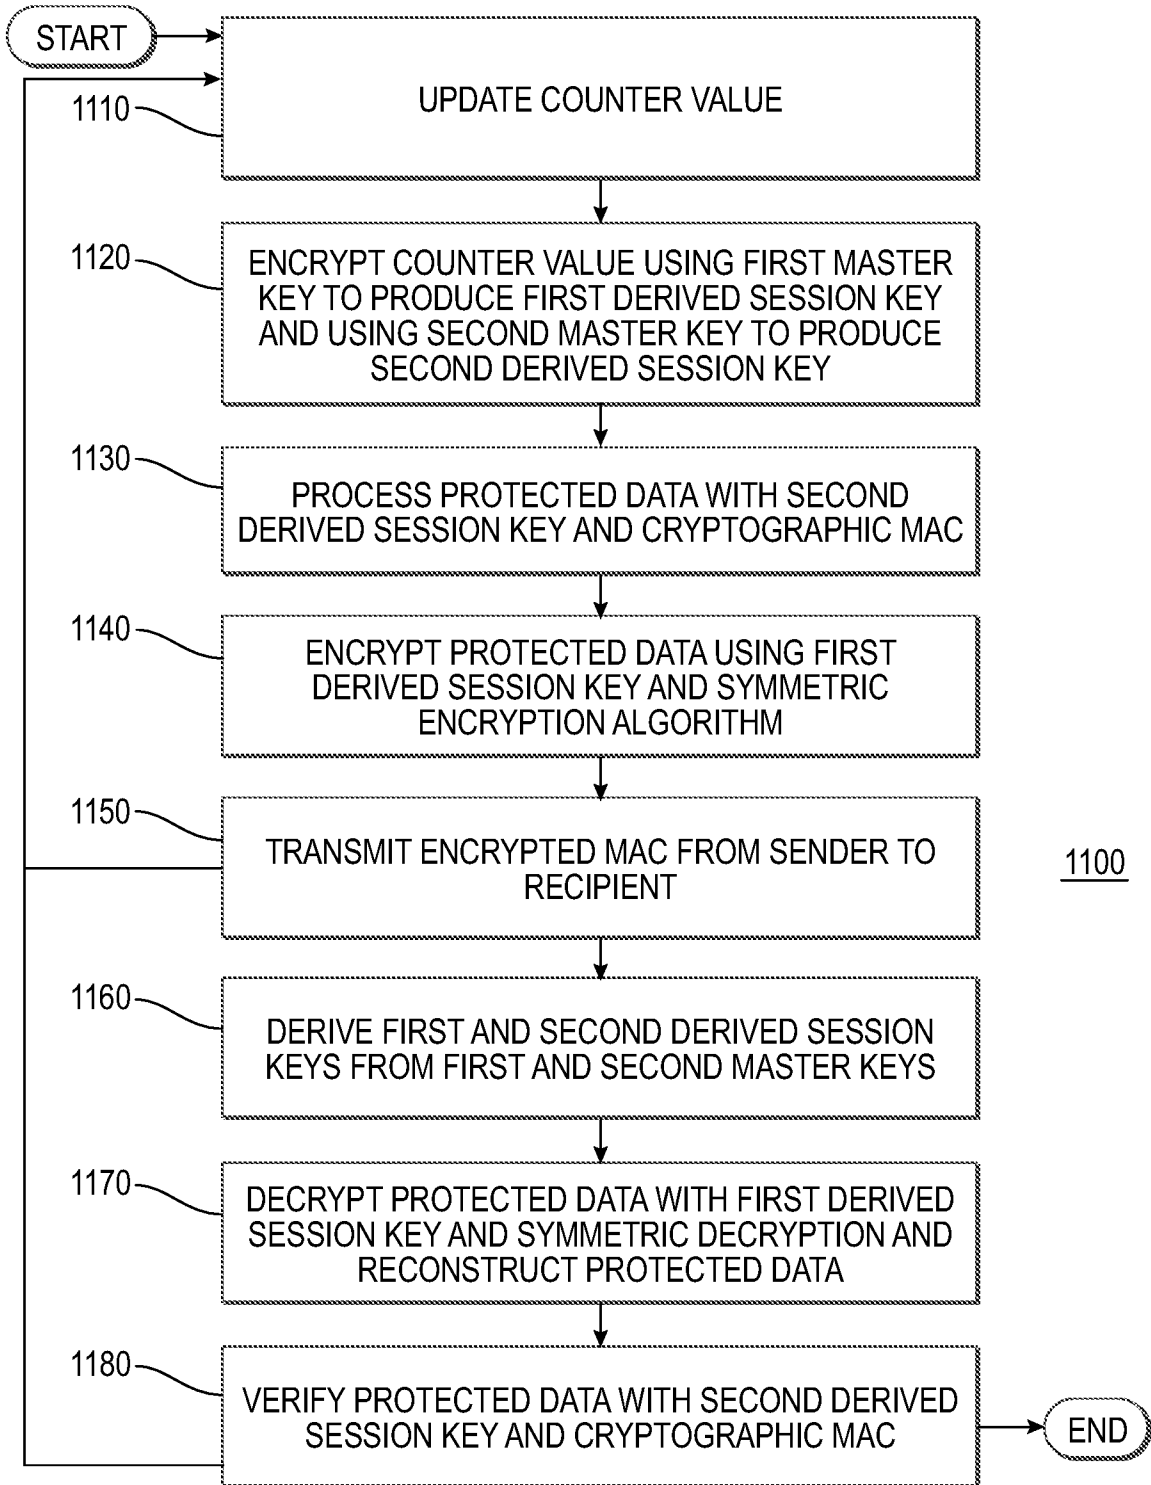 START
UPDATE COUNTER VALUE
1110
1120
ENCRYPT COUNTER VALUE USING FIRST MASTER
KEY TO PRODUCE FIRST DERIVED SESSION KEY
AND USING SECOND MASTER KEY TO PRODUCE
SECOND DERIVED SESSION KEY
1130
PROCESS PROTECTED DATA WITH SECOND
DERIVED SESSION KEY AND CRYPTOGRAPHIC MAC
1140
ENCRYPT PROTECTED DATA USING FIRST
DERIVED SESSION KEY AND SYMMETRIC
ENCRYPTION ALGORITHM
1150
TRANSMIT ENCRYPTED MAC FROM SENDER TO
RECIPIENT
1100
1160
DERIVE FIRST AND SECOND DERIVED SESSION
KEYS FROM FIRST AND SECOND MASTER KEYS
1170
DECRYPT PROTECTED DATA WITH FIRST DERIVED
SESSION KEY AND SYMMETRIC DECRYPTION AND
RECONSTRUCT PROTECTED DATA
1180
VERIFY PROTECTED DATA WITH SECOND DERIVED
SESSION KEY AND CRYPTOGRAPHIC MAC
END